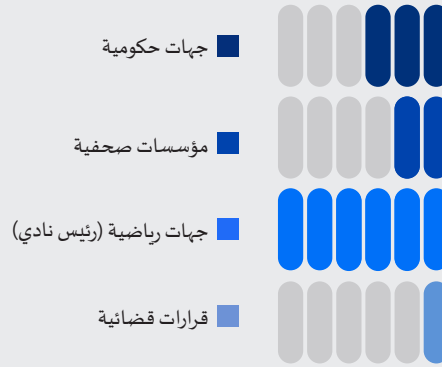 جهات حكومية
مؤسسات صحفية
جهات رياضية (رئيس نادي)
قرارات قضائية